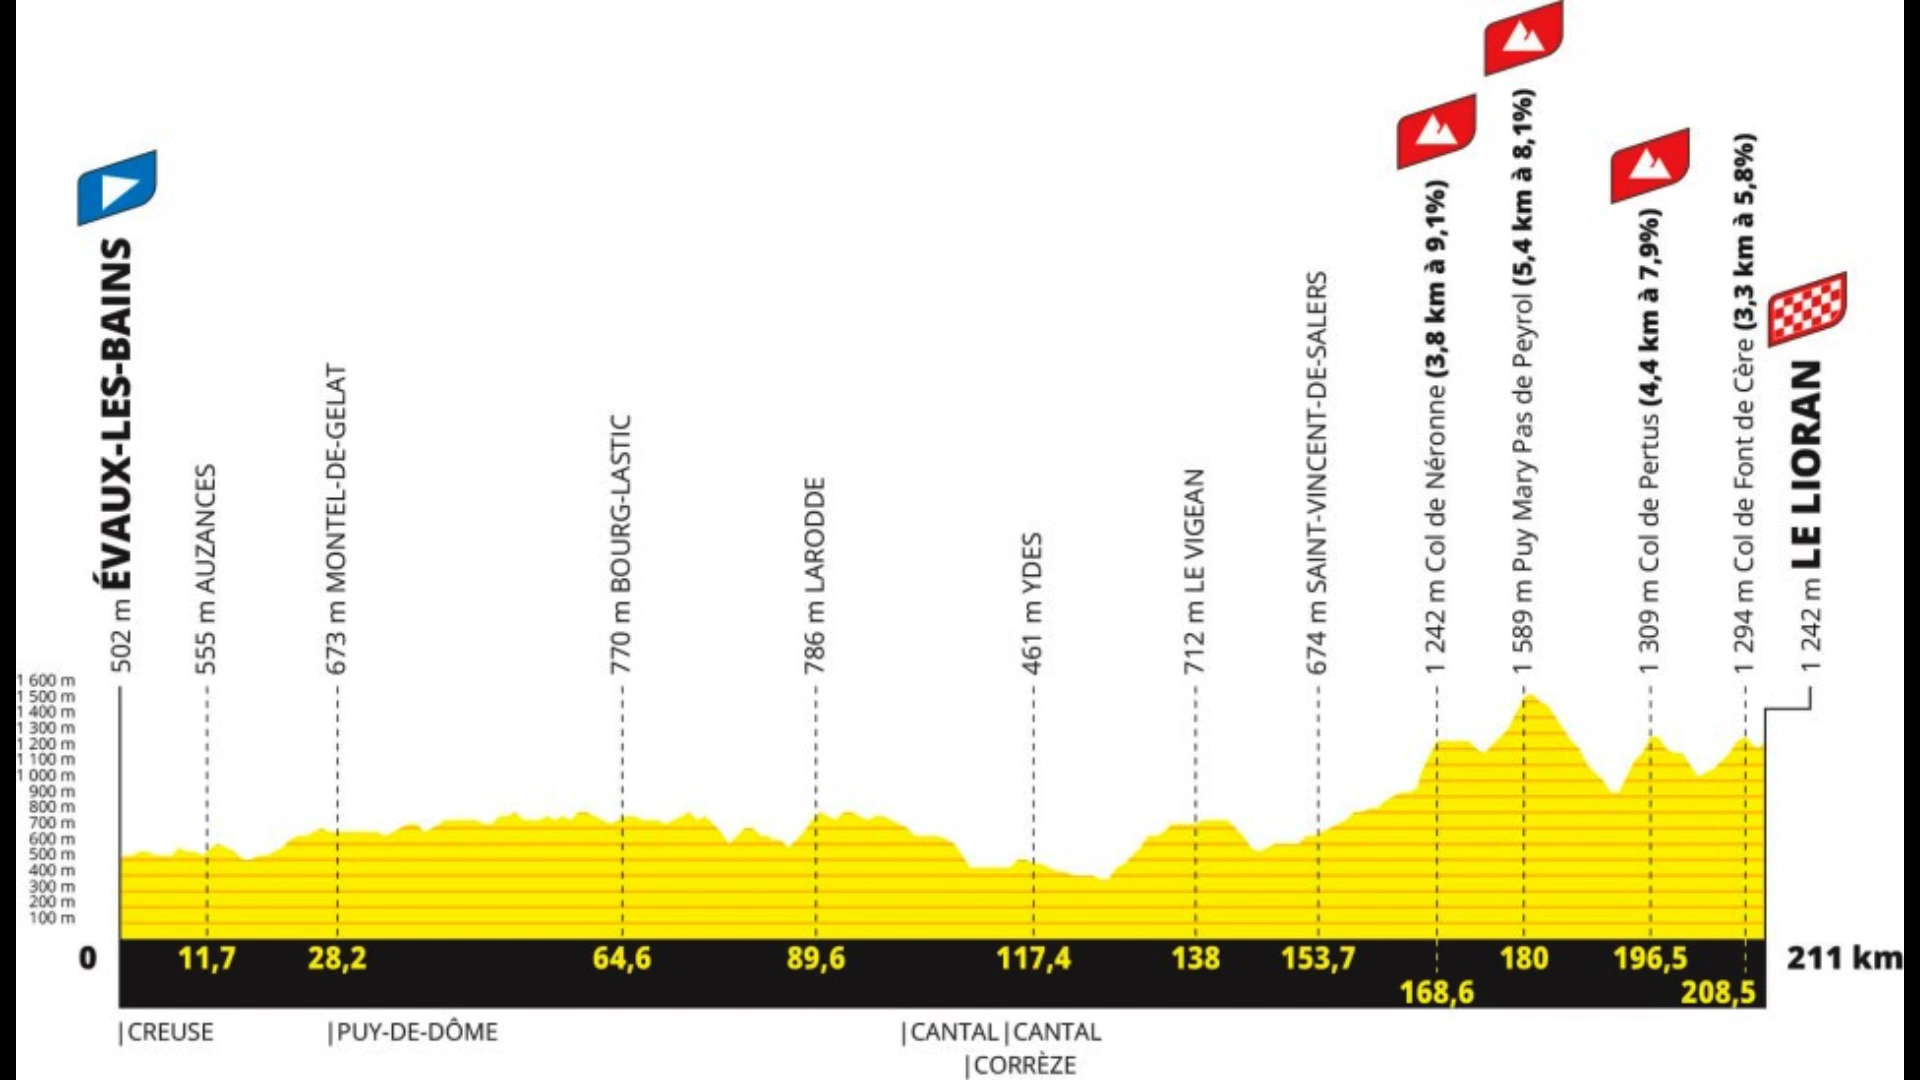 502 m ÉVAUX-LES-BAINS
555 m AUZANCES
673 m MONTEL-DE-GELAT
770 m BOURG-LASTIC
786 m LARODDE
461 m YDES
712 m LE VIGEAN
674 m SAINT-VINCENT-DE-SALERS
1 242 m Col de Néronne (3,8 km à 9,1%)
1 589 m Puy Mary Pas de Peyrol (5,4 km à 8,1%)
1 309 m Col de Pertus (4,4 km à 7,9%)
1 294 m Col de Font de Cère (3,3 km à 5,8%)
1 242 m LE LIORAN
1 600 m
1 500 m
1 400 m
1 300 m
1 200 m
1 100 m
1 000 m
900 m
800 m
700 m
600 m
500 m
400 m
300 m
200 m
100 m
0 11,7 28,2 64,6 89,6 117,4 138 153,7 180 196,5 211 km
168,6 208,5
|CREUSE |PUY-DE-DÔME |CANTAL |CANTAL
|CORRÈZE